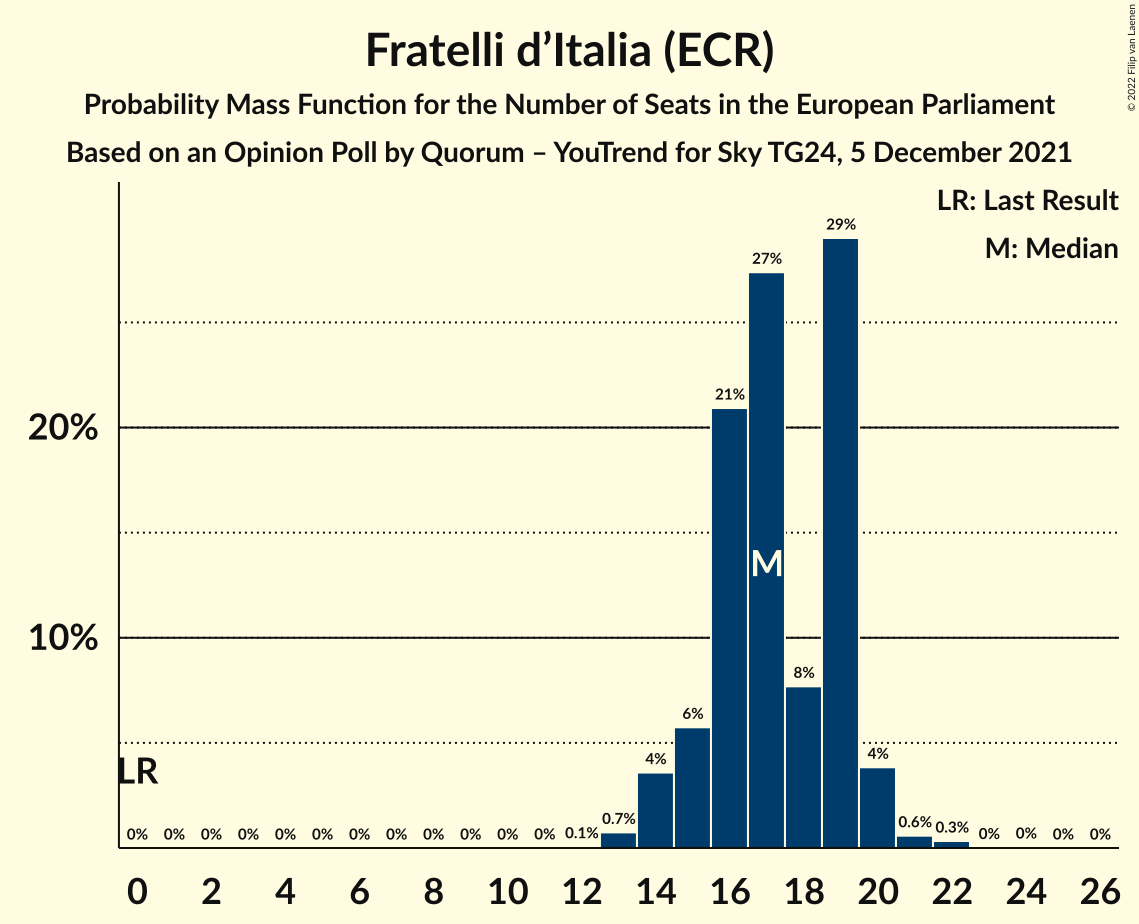 Fratelli d’Italia (ECR)
Probability Mass Function for the Number of Seats in the European Parliament
Based on an Opinion Poll by Quorum – YouTrend for Sky TG24, 5 December 2021
© 2022 Filip van Laenen
LR: Last Result
M: Median
29%
27%
21%
20%
M
10%
8%
6%
4%
4%
LR
0% 0% 0% 0% 0% 0% 0% 0% 0% 0% 0% 0% 0.1% 0.7% 0.6% 0.3% 0% 0% 0% 0%
0 2 4 6 8 10 12 14 16 18 20 22 24 26